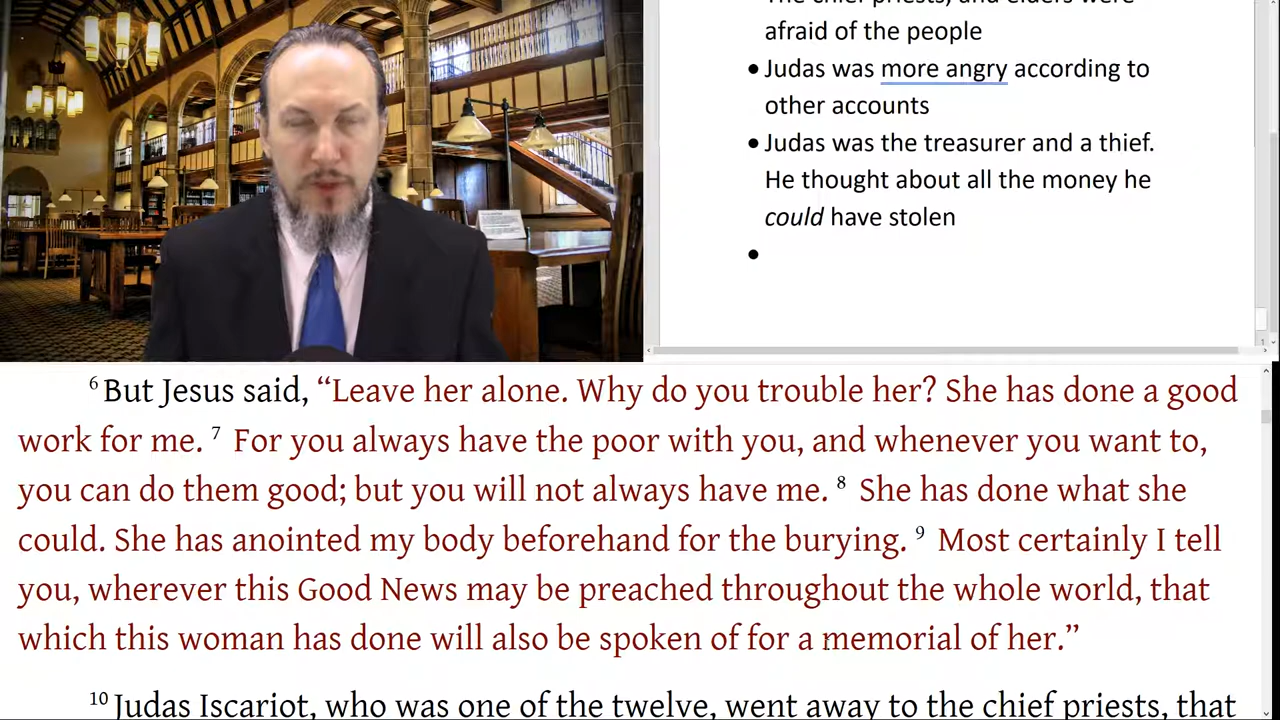 The chief priests, and elders were
afraid of the people
• Judas was more angry according to
other accounts
• Judas was the treasurer and a thief.
He thought about all the money he
could have stolen
•
6 But Jesus said, “Leave her alone. Why do you trouble her? She has done a good
work for me. 7 For you always have the poor with you, and whenever you want to,
you can do them good; but you will not always have me. 8 She has done what she
could. She has anointed my body beforehand for the burying. 9 Most certainly I tell
you, wherever this Good News may be preached throughout the whole world, that
which this woman has done will also be spoken of for a memorial of her.”
10 Judas Iscariot, who was one of the twelve, went away to the chief priests, that